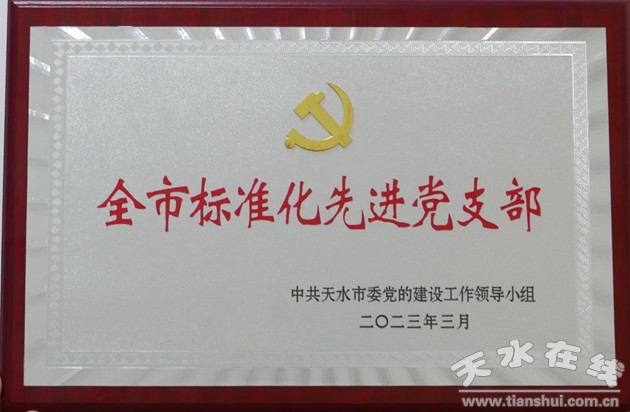 全市标准化先进党支部
中共天水市委党的建设工作领导小组
二〇二三年三月
天水在线
www.tianshui.com.cn